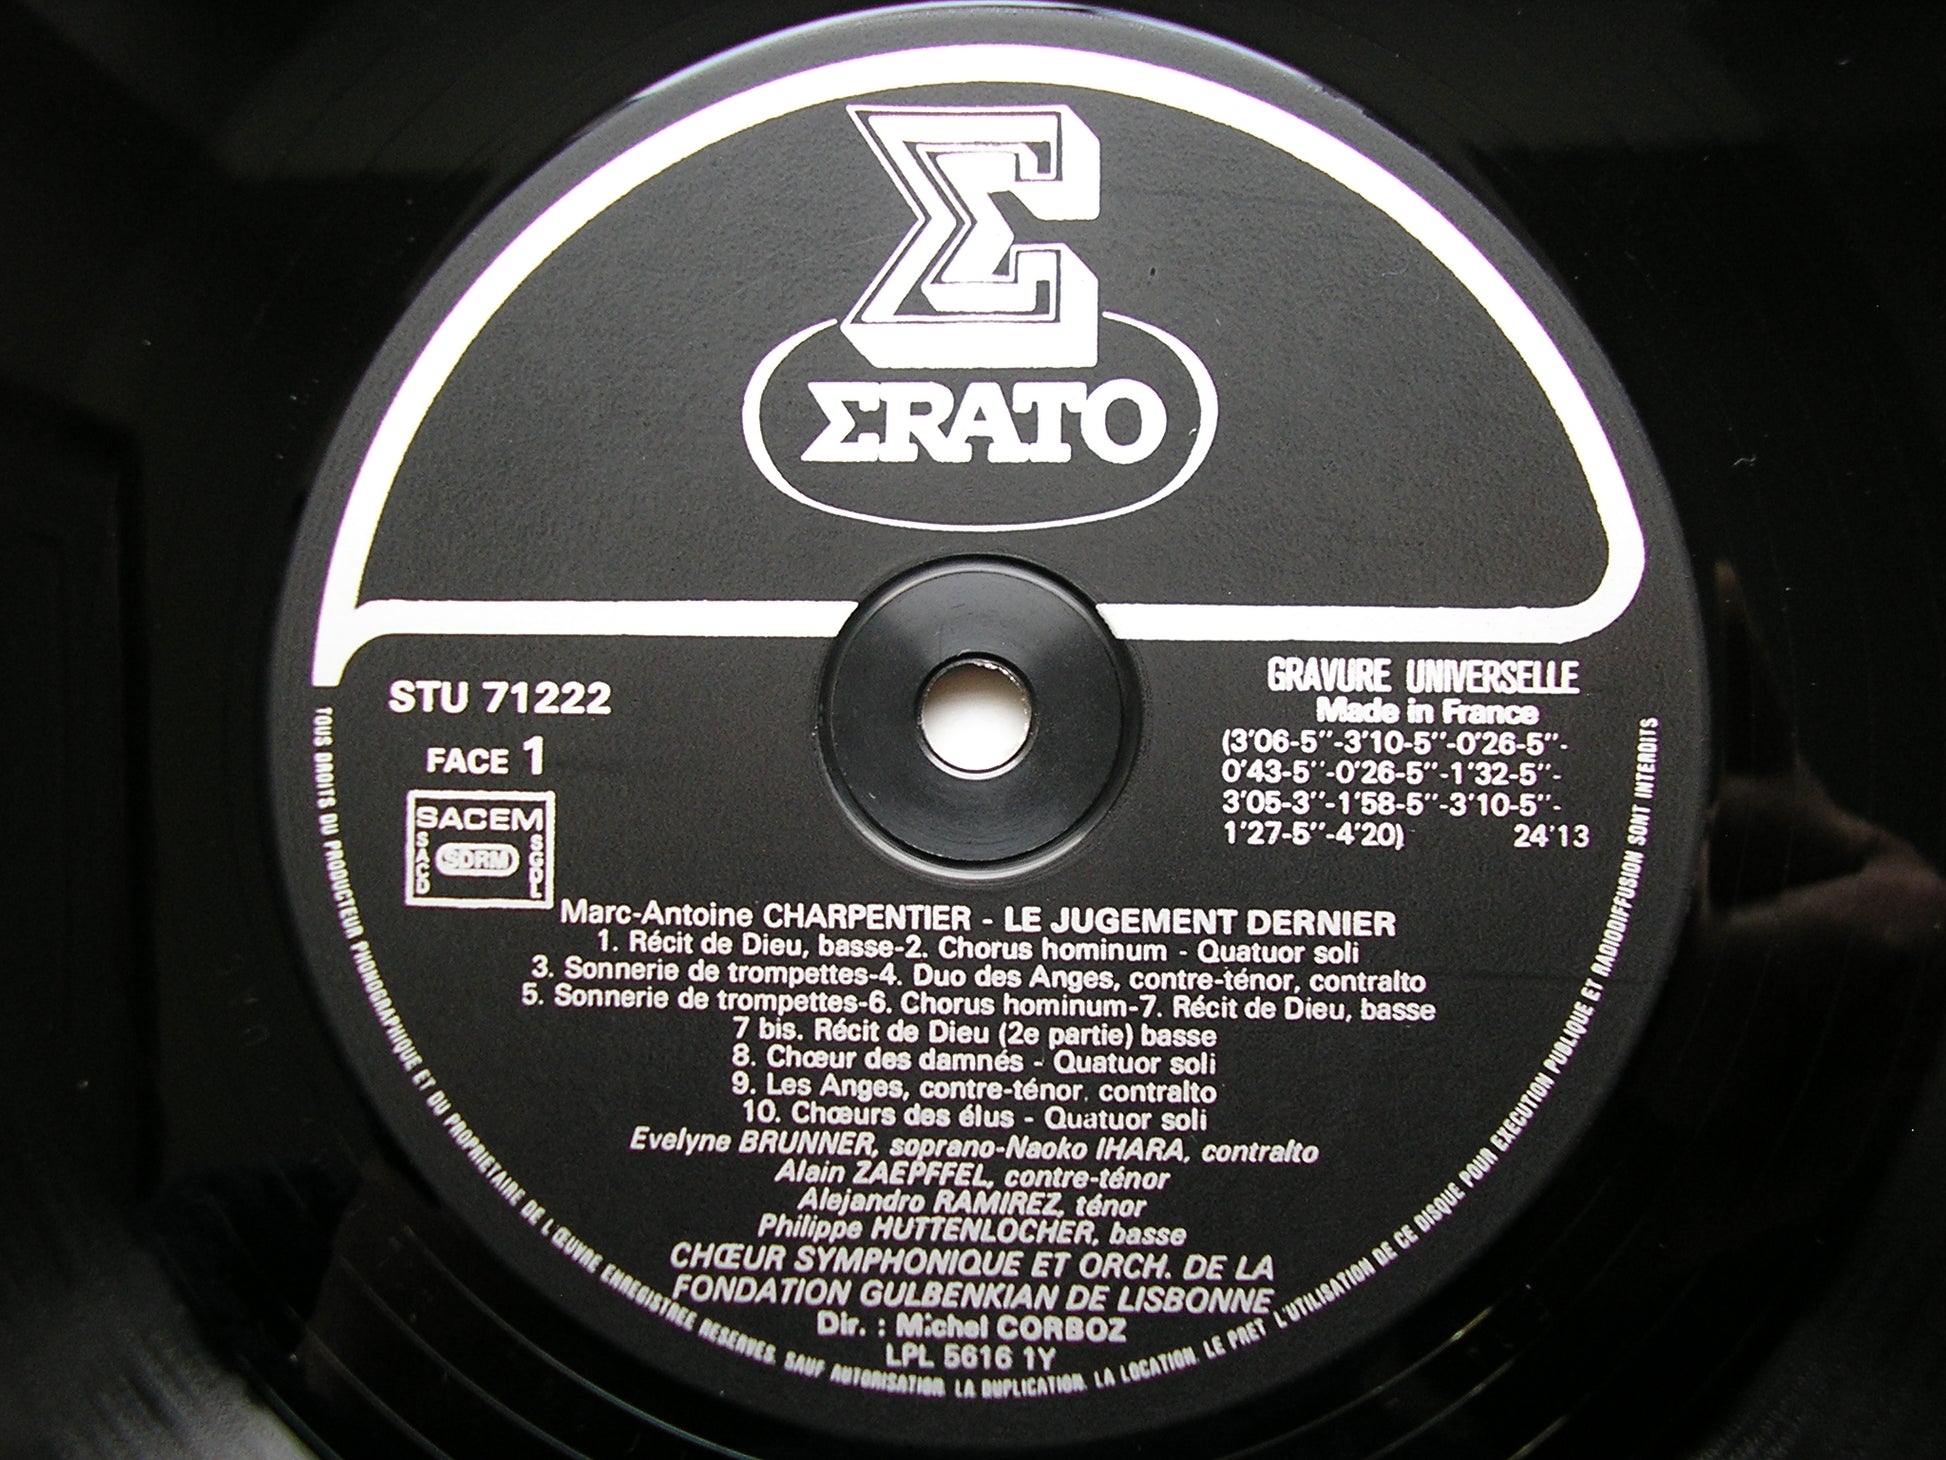 ΣRATO
STU 71222
FACE 1
SACEM
SACD
SDRM
SGDL
GRAVURE UNIVERSELLE
Made in France
(3'06-5''-3'10-5''-0'26-5''-
0'43-5''-0'26-5''-1'32-5''-
3'05-3''-1'58-5''-3'10-5''-
1'27-5''-4'20) 24'13
Marc-Antoine CHARPENTIER - LE JUGEMENT DERNIER
1. Récit de Dieu, basse-2. Chorus hominum - Quatuor soli
3. Sonnerie de trompettes-4. Duo des Anges, contre-ténor, contralto
5. Sonnerie de trompettes-6. Chorus hominum-7. Récit de Dieu, basse
7 bis. Récit de Dieu (2e partie) basse
8. Chœur des damnés - Quatuor soli
9. Les Anges, contre-ténor, contralto
10. Chœurs des élus - Quatuor soli
Evelyne BRUNNER, soprano-Naoko IHARA, contralto
Alain ZAEPFFEL, contre-ténor
Alejandro RAMIREZ, ténor
Philippe HUTTENLOCHER, basse
CHŒUR SYMPHONIQUE ET ORCH. DE LA
FONDATION GULBENKIAN DE LISBONNE
Dir. : Michel CORBOZ
LPL 5616 1Y
TOUS DROITS DU PRODUCTEUR PHONOGRAPHIQUE ET DU PROPRIETAIRE DE L'ŒUVRE ENREGISTREE RESERVES. SAUF AUTORISATION, LA DUPLICATION, LA LOCATION, LE PRET, L'UTILISATION DE CE DISQUE POUR EXECUTION PUBLIQUE ET RADIODIFFUSION SONT INTERDITS